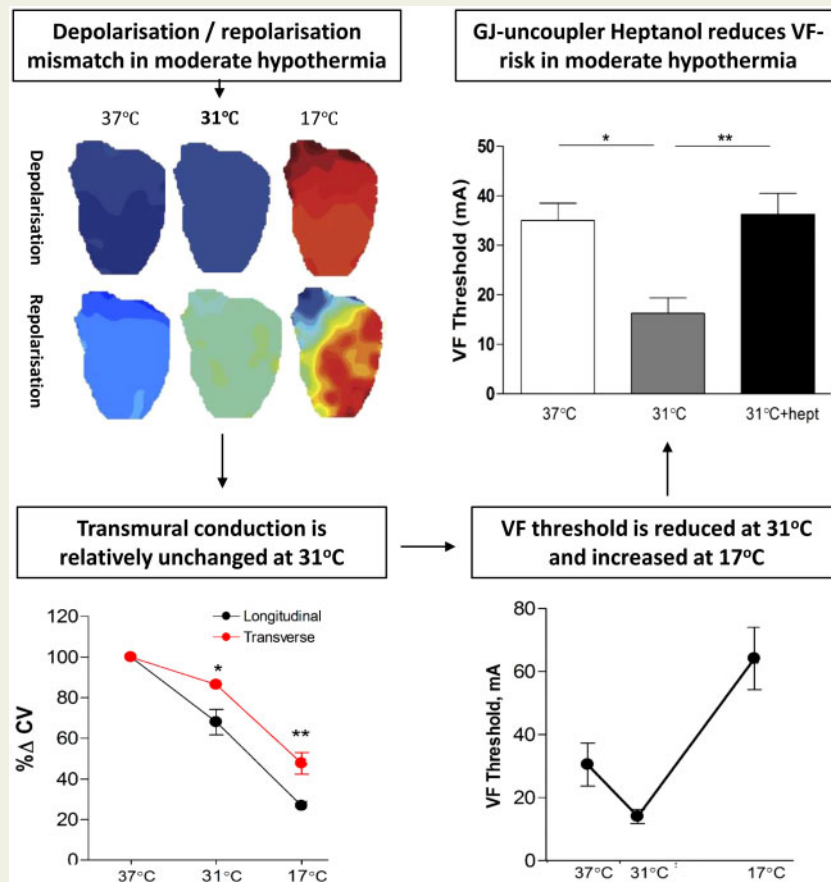 Depolarisation / repolarisation
mismatch in moderate hypothermia
37°C 31°C 17°C
Depolarisation
Repolarisation
Transmural conduction is
relatively unchanged at 31°C
120
100
80
60
40
20
0
%Δ CV
Longitudinal
Transverse
*
**
37°C 31°C 17°C
GJ-uncoupler Heptanol reduces VF-
risk in moderate hypothermia
50
40
30
20
10
0
VF Threshold (mA)
* **
37°C 31°C 31°C+hept
VF threshold is reduced at 31°C
and increased at 17°C
80
60
40
20
0
VF Threshold, mA
37°C 31°C 17°C